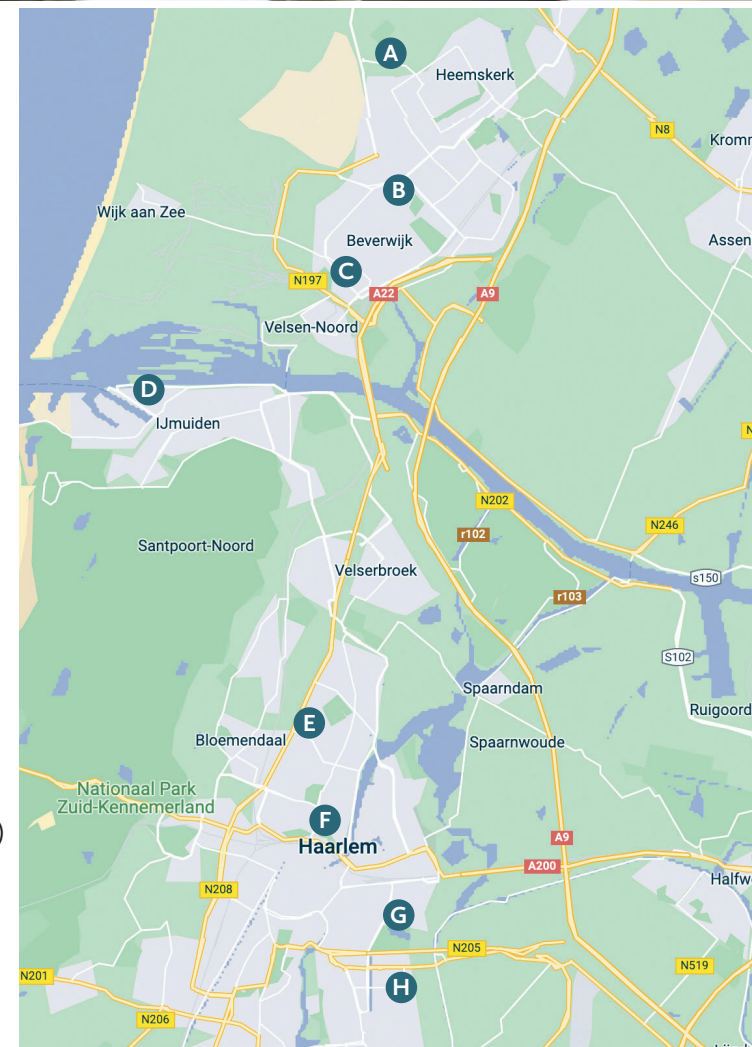 A
Heemskerk
N8
Kromm
B
Wijk aan Zee
Beverwijk
Assen
C
N197
A22
A9
Velsen-Noord
D
IJmuiden
N
N202
N246
r102
Santpoort-Noord
Velserbroek
s150
r103
S102
Spaarndam
Ruigoord
E
Bloemendaal
Spaarnwoude
Nationaal Park
Zuid-Kennemerland
F
A9
Haarlem
A200
Halfw
N208
G
N205
N519
N201
H
N206